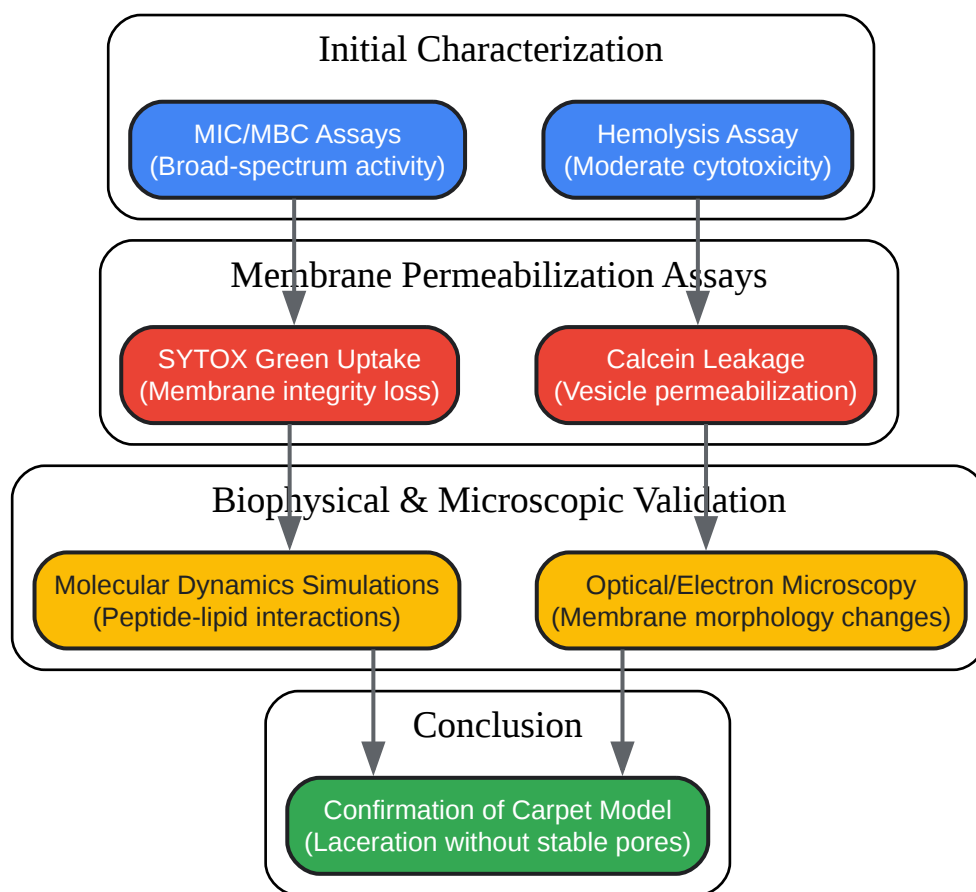 Initial Characterization
MIC/MBC Assays
(Broad-spectrum activity)
Hemolysis Assay
(Moderate cytotoxicity)
Membrane Permeabilization Assays
SYTOX Green Uptake
(Membrane integrity loss)
Calcein Leakage
(Vesicle permeabilization)
Biophysical & Microscopic Validation
Molecular Dynamics Simulations
(Peptide-lipid interactions)
Optical/Electron Microscopy
(Membrane morphology changes)
Conclusion
Confirmation of Carpet Model
(Laceration without stable pores)